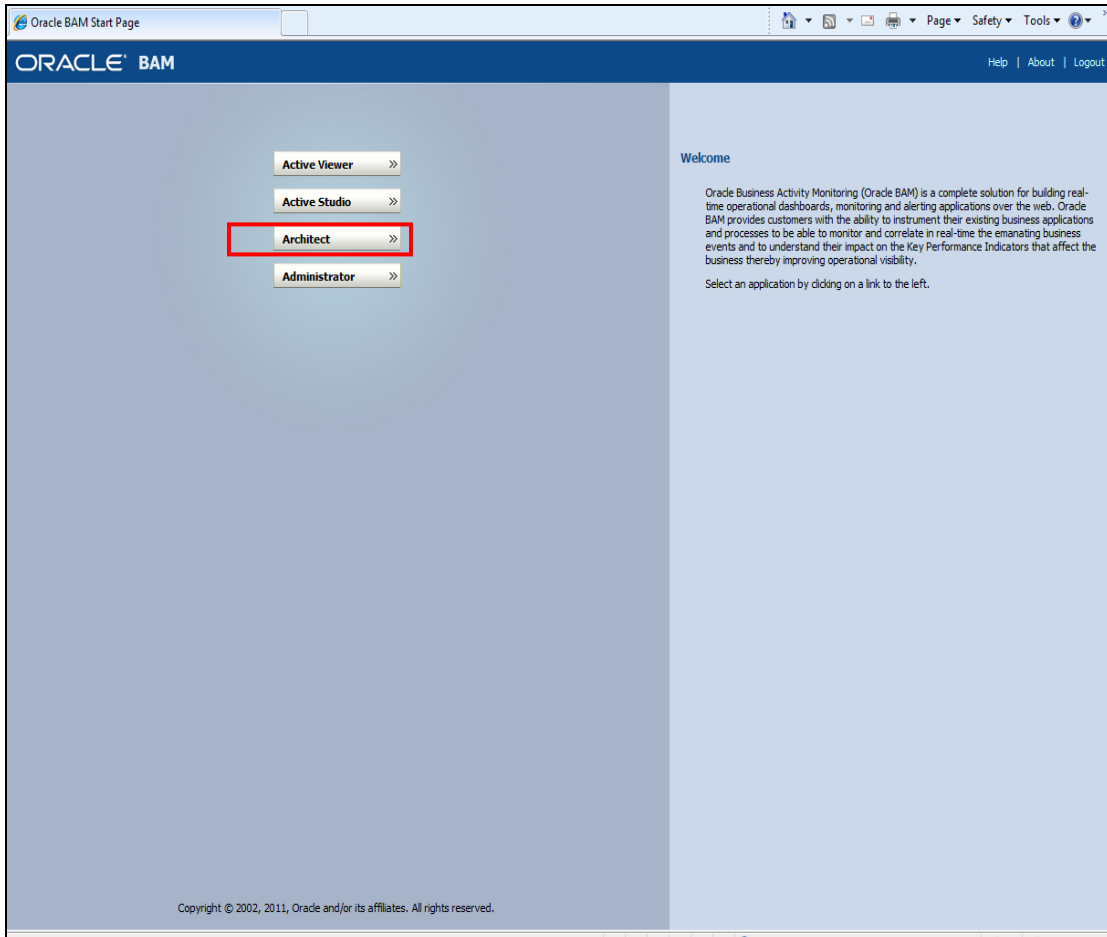 Oracle BAM Start Page
Page Safety Tools
ORACLE BAM
Help | About | Logout
Active Viewer »
Active Studio »
Architect »
Administrator »
Welcome
Oracle Business Activity Monitoring (Oracle BAM) is a complete solution for building real-
time operational dashboards, monitoring and alerting applications over the web. Oracle
BAM provides customers with the ability to instrument their existing business applications
and processes to be able to monitor and correlate in real-time the emanating business
events and to understand their impact on the Key Performance Indicators that affect the
business thereby improving operational visibility.
Select an application by clicking on a link to the left.
Copyright © 2002, 2011, Oracle and/or its affiliates. All rights reserved.